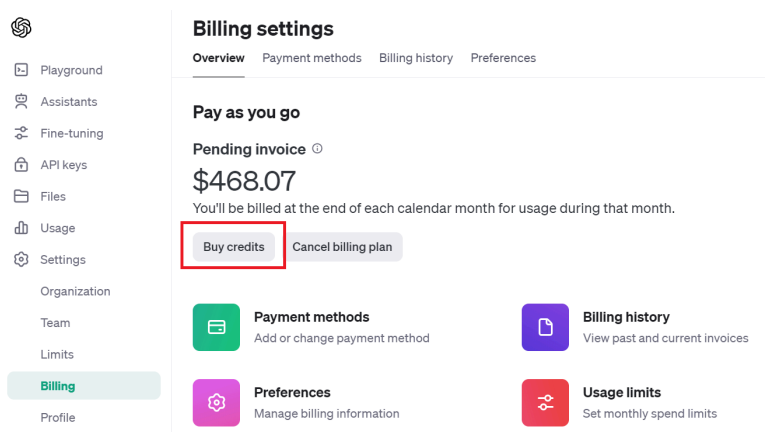 Billing settings
Overview Payment methods Billing history Preferences
Playground
Assistants
Fine-tuning
API keys
Files
Usage
Settings
Organization
Team
Limits
Billing
Profile
Pay as you go
Pending invoice
$468.07
You'll be billed at the end of each calendar month for usage during that month.
Buy credits Cancel billing plan
Payment methods
Add or change payment method
Billing history
View past and current invoices
Preferences
Manage billing information
Usage limits
Set monthly spend limits